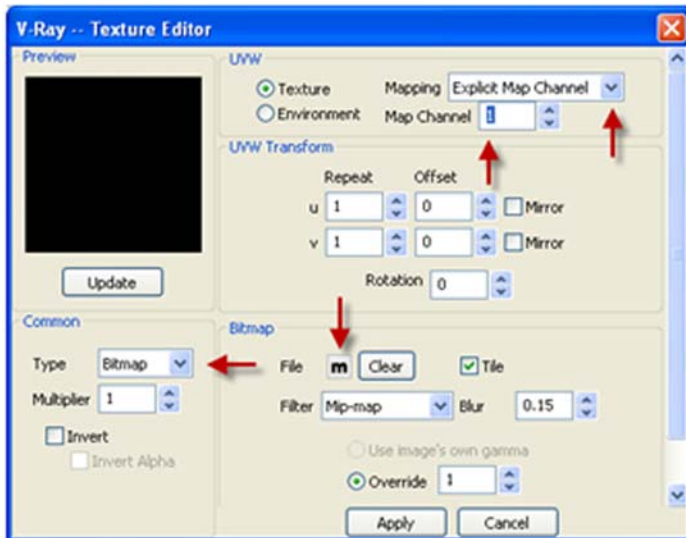 V-Ray -- Texture Editor
Preview
Update
UVW
Texture
Environment
Mapping Explicit Map Channel
Map Channel 1
UVW Transform
Repeat Offset
u 1 0 Mirror
v 1 0 Mirror
Rotation 0
Common
Type Bitmap
Multiplier 1
Invert
Invert Alpha
Bitmap
File m Clear Tile
Filter Mip-map Blur 0.15
Use image's own gamma
Override 1
Apply Cancel